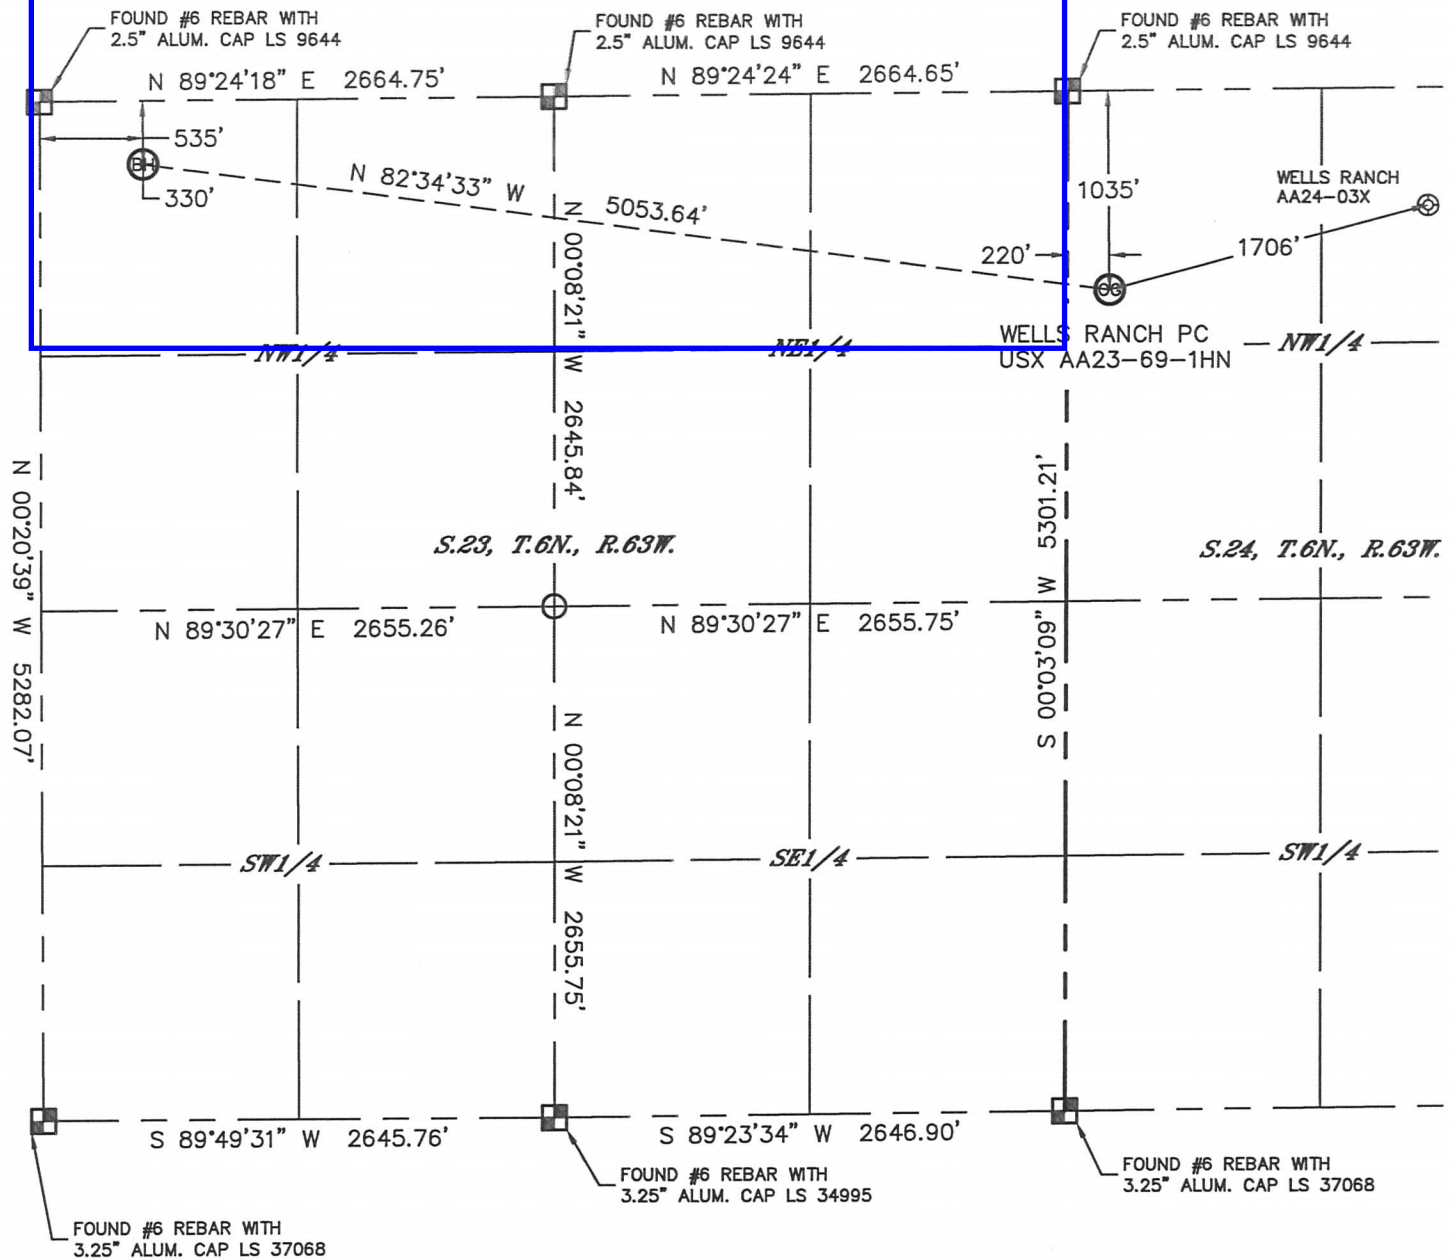 FOUND #6 REBAR WITH
2.5" ALUM. CAP LS 9644
FOUND #6 REBAR WITH
2.5" ALUM. CAP LS 9644
FOUND #6 REBAR WITH
2.5" ALUM. CAP LS 9644
N 89°24'18" E 2664.75'
N 89°24'24" E 2664.65'
535'
BH
330'
N 82°34'33" W 5053.64'
N 00°08'21" W 2645.84'
1035'
220'
OG
1706'
WELLS RANCH
AA24-03X
WELLS RANCH PC
USX AA23-69-1HN
NW1/4
NE1/4
NW1/4
N 00°20'39" W 5282.07'
S.23, T.6N., R.63W.
S 00°03'09" W 5301.21'
S.24, T.6N., R.63W.
N 89°30'27" E 2655.26'
N 89°30'27" E 2655.75'
N 00°08'21" W 2655.75'
SW1/4
SE1/4
SW1/4
S 89°49'31" W 2645.76'
S 89°23'34" W 2646.90'
FOUND #6 REBAR WITH
3.25" ALUM. CAP LS 34995
FOUND #6 REBAR WITH
3.25" ALUM. CAP LS 37068
FOUND #6 REBAR WITH
3.25" ALUM. CAP LS 37068